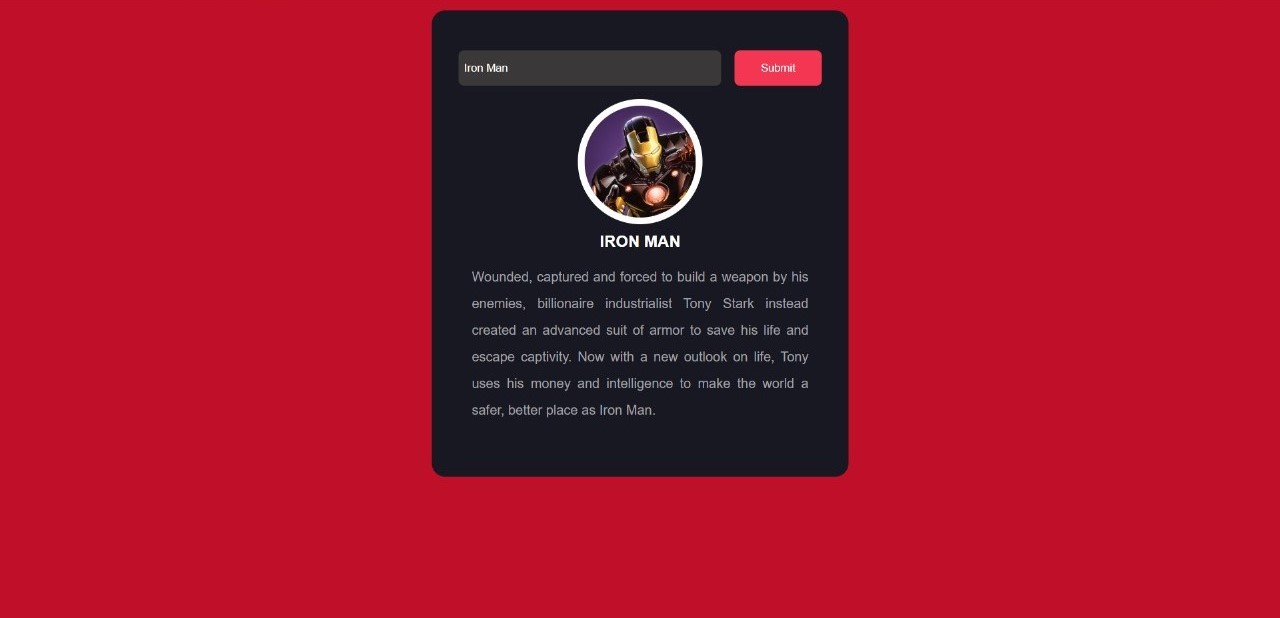 Iron Man
Submit
IRON MAN
Wounded, captured and forced to build a weapon by his
enemies, billionaire industrialist Tony Stark instead
created an advanced suit of armor to save his life and
escape captivity. Now with a new outlook on life, Tony
uses his money and intelligence to make the world a
safer, better place as Iron Man.